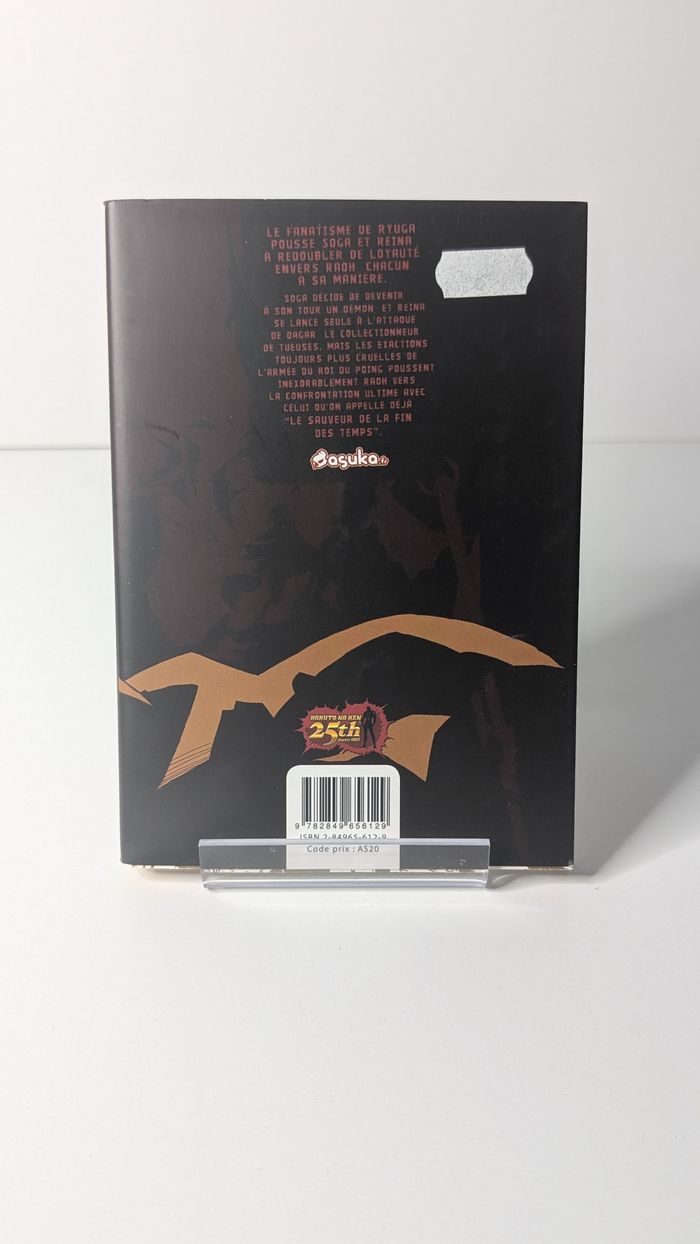 LE FANATISME DE RYUGA
POUSSE SOGA ET REINA
A REDOUBLER DE LOYAUTÉ
ENVERS RAOH, CHACUN
A SA MANIÈRE.
SOGA DÉCIDE DE DEVENIR
A SON TOUR UN DÉMON, ET REINA
SE LANCE SEULE À L'ATTAQUE
DE DAGAR, LE COLLECTIONNEUR
DE TUEUSES. MAIS LES EXACTIONS
TOUJOURS PLUS CRUELLES DE
L'ARMÉE DU ROI DU POING POUSSENT
INEXORABLEMENT RAOH VERS
LA CONFRONTATION ULTIME AVEC
CELUI QU'ON APPELLE DÉJÀ
"LE SAUVEUR DE LA FIN
DES TEMPS".
asuka.fr
HOKUTO NO KEN
25th
depuis 1983
9 782849 656129
ISBN 2-84965-612-9
Code prix : AS20